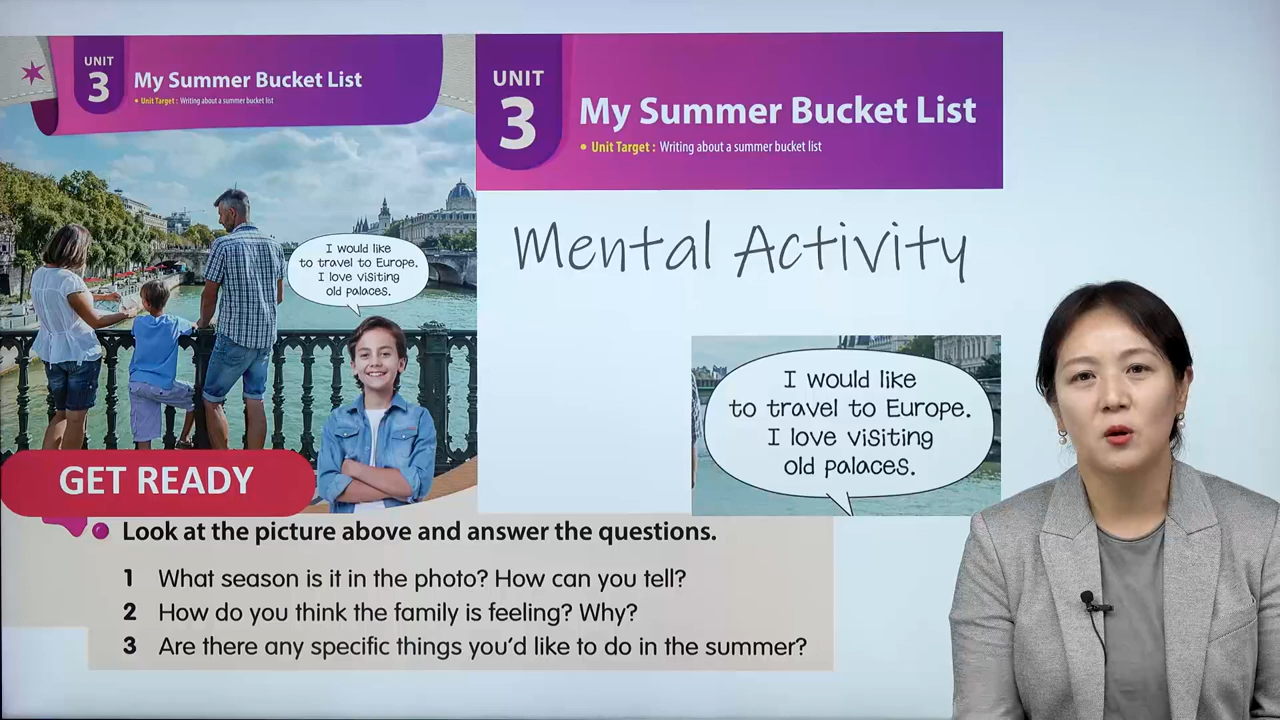 UNIT
3
My Summer Bucket List
• Unit Target : Writing about a summer bucket list
I would like
to travel to Europe.
I love visiting
old palaces.
GET READY
UNIT
3
My Summer Bucket List
• Unit Target : Writing about a summer bucket list
Mental Activity
I would like
to travel to Europe.
I love visiting
old palaces.
Look at the picture above and answer the questions.
1 What season is it in the photo? How can you tell?
2 How do you think the family is feeling? Why?
3 Are there any specific things you'd like to do in the summer?